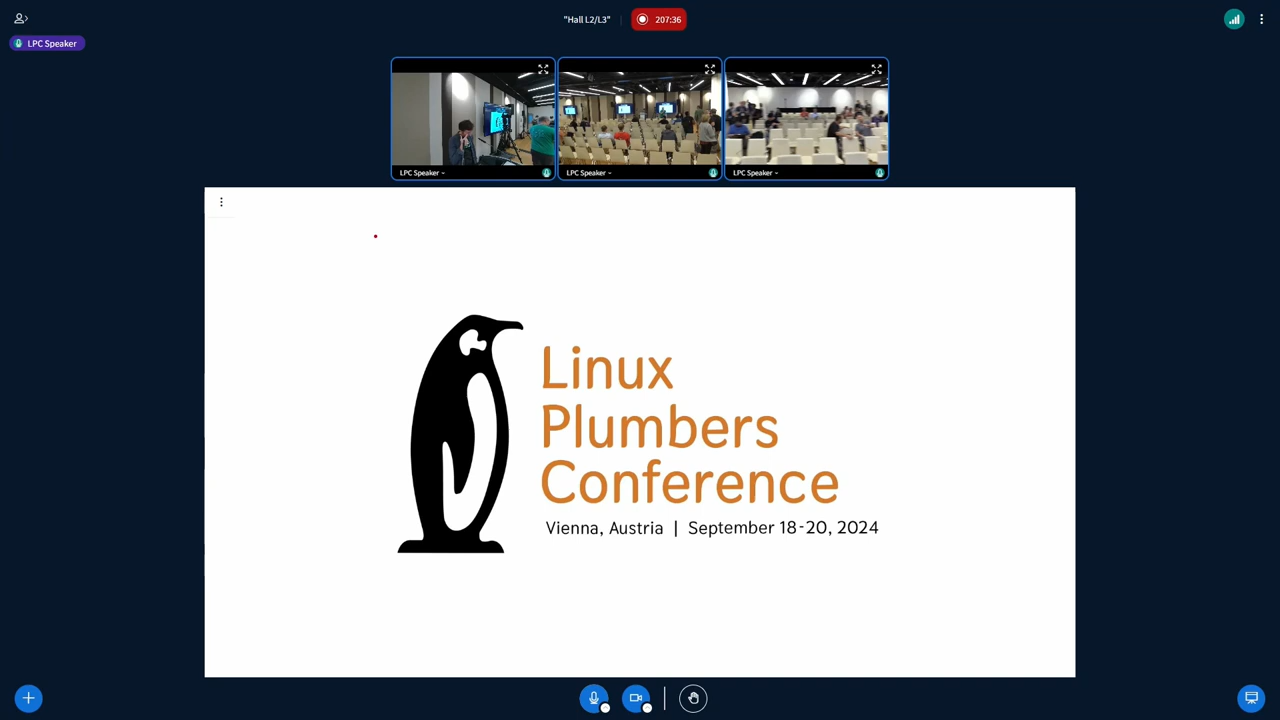 "Hall L2/L3"
207:36
LPC Speaker
LPC Speaker
LPC Speaker
LPC Speaker
Linux
Plumbers
Conference
Vienna, Austria | September 18-20, 2024